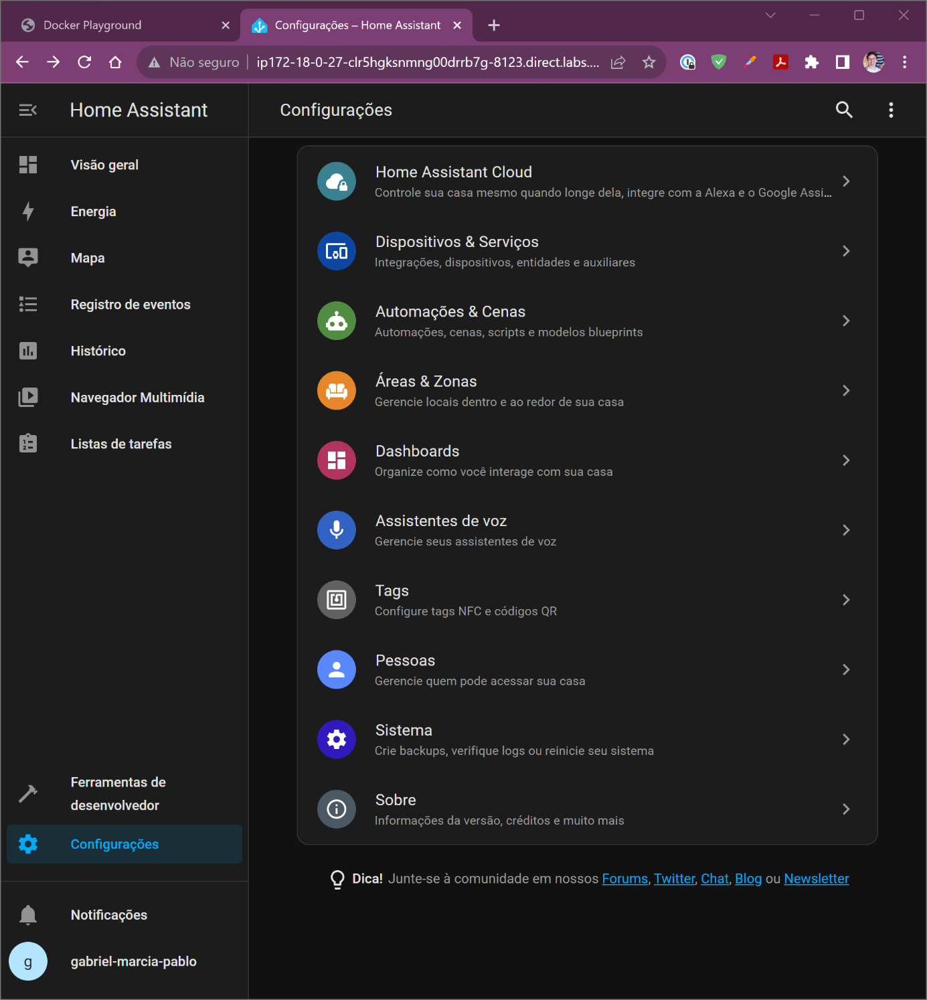 Docker Playground
Configurações – Home Assistant
Não seguro
ip172-18-0-27-clr5hgksnmng00drrb7g-8123.direct.labs....
Home Assistant
Configurações
Visão geral
Energia
Mapa
Registro de eventos
Histórico
Navegador Multimídia
Listas de tarefas
Ferramentas de
desenvolvedor
Configurações
Notificações
g
gabriel-marcia-pablo
Home Assistant Cloud
Controle sua casa mesmo quando longe dela, integre com a Alexa e o Google Assi...
Dispositivos & Serviços
Integrações, dispositivos, entidades e auxiliares
Automações & Cenas
Automações, cenas, scripts e modelos blueprints
Áreas & Zonas
Gerencie locais dentro e ao redor de sua casa
Dashboards
Organize como você interage com sua casa
Assistentes de voz
Gerencie seus assistentes de voz
Tags
Configure tags NFC e códigos QR
Pessoas
Gerencie quem pode acessar sua casa
Sistema
Crie backups, verifique logs ou reinicie seu sistema
Sobre
Informações da versão, créditos e muito mais
Dica! Junte-se à comunidade em nossos Forums, Twitter, Chat, Blog ou Newsletter